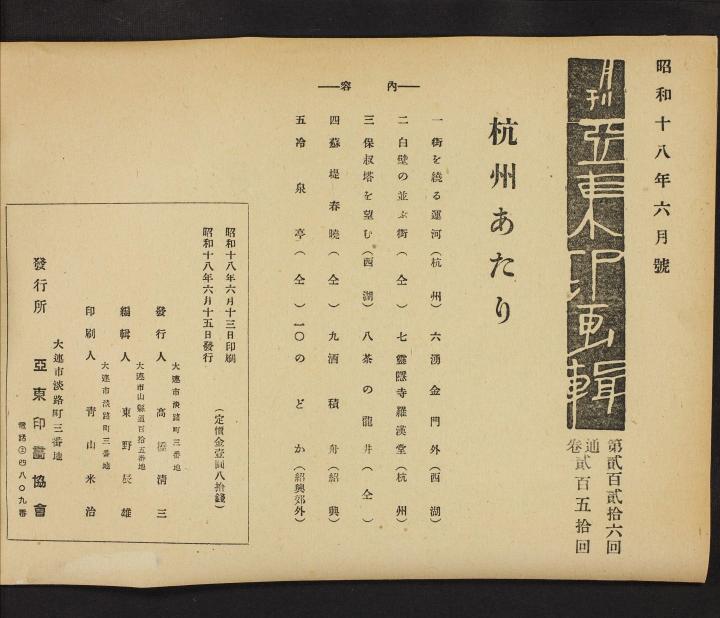 昭和十八年六月號
月刊亞東印画輯
第貳百貳拾六回
通卷貳百五拾回
杭州あたり
――內容――
一街を繞る運河(杭州)六湧金門外(西湖)
二白壁の並ぶ街(仝)七靈隱寺羅漢堂(杭州)
三保叔塔を望む(西湖)八茶の龍井(仝)
四蘇堤春曉(仝)九酒積舟(紹興)
五冷泉亭(仝)一〇のどか(紹興郊外)
昭和十八年六月十三日印刷
昭和十八年六月十五日發行
(定價金壹圓八拾錢)
大連市淡路町三番地
發行人 高橋淸三
大連市山縣通百拾五番地
編輯人 東野辰雄
大連市淡路町三番地
印刷人 靑山米治
大連市淡路町三番地
發行所 亞東印畵協會
電話②四八〇九番